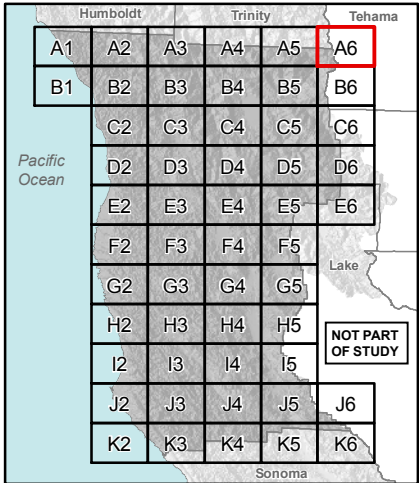 Humboldt Trinity Tehama
A1 A2 A3 A4 A5 A6
B1 B2 B3 B4 B5 B6
C2 C3 C4 C5 C6
Pacific
Ocean
D2 D3 D4 D5 D6
E2 E3 E4 E5 E6
F2 F3 F4 F5
Lake
G2 G3 G4 G5
H2 H3 H4 H5
NOT PART
OF STUDY
I2 I3 I4 I5
J2 J3 J4 J5 J6
K2 K3 K4 K5 K6
Sonoma